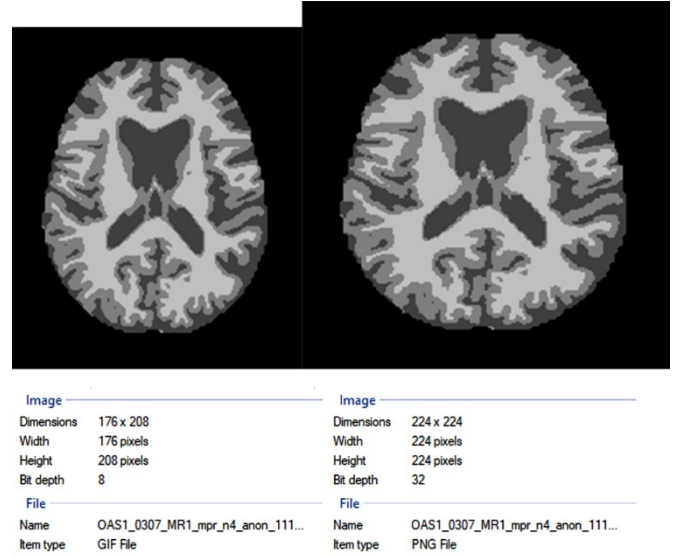 Image
Dimensions 176 x 208
Width 176 pixels
Height 208 pixels
Bit depth 8
File
Name OAS1_0307_MR1_mpr_n4_anon_111...
Item type GIF File
Image
Dimensions 224 x 224
Width 224 pixels
Height 224 pixels
Bit depth 32
File
Name OAS1_0307_MR1_mpr_n4_anon_111...
Item type PNG File